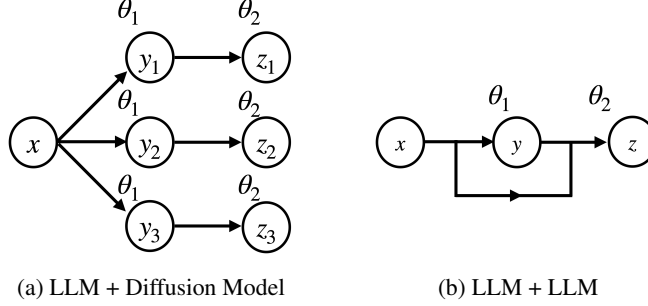 θ₁ θ₂
y₁ z₁
θ₁ θ₂ θ₁ θ₂
x y₂ z₂ x y z
θ₁ θ₂
y₃ z₃
(a) LLM + Diffusion Model (b) LLM + LLM